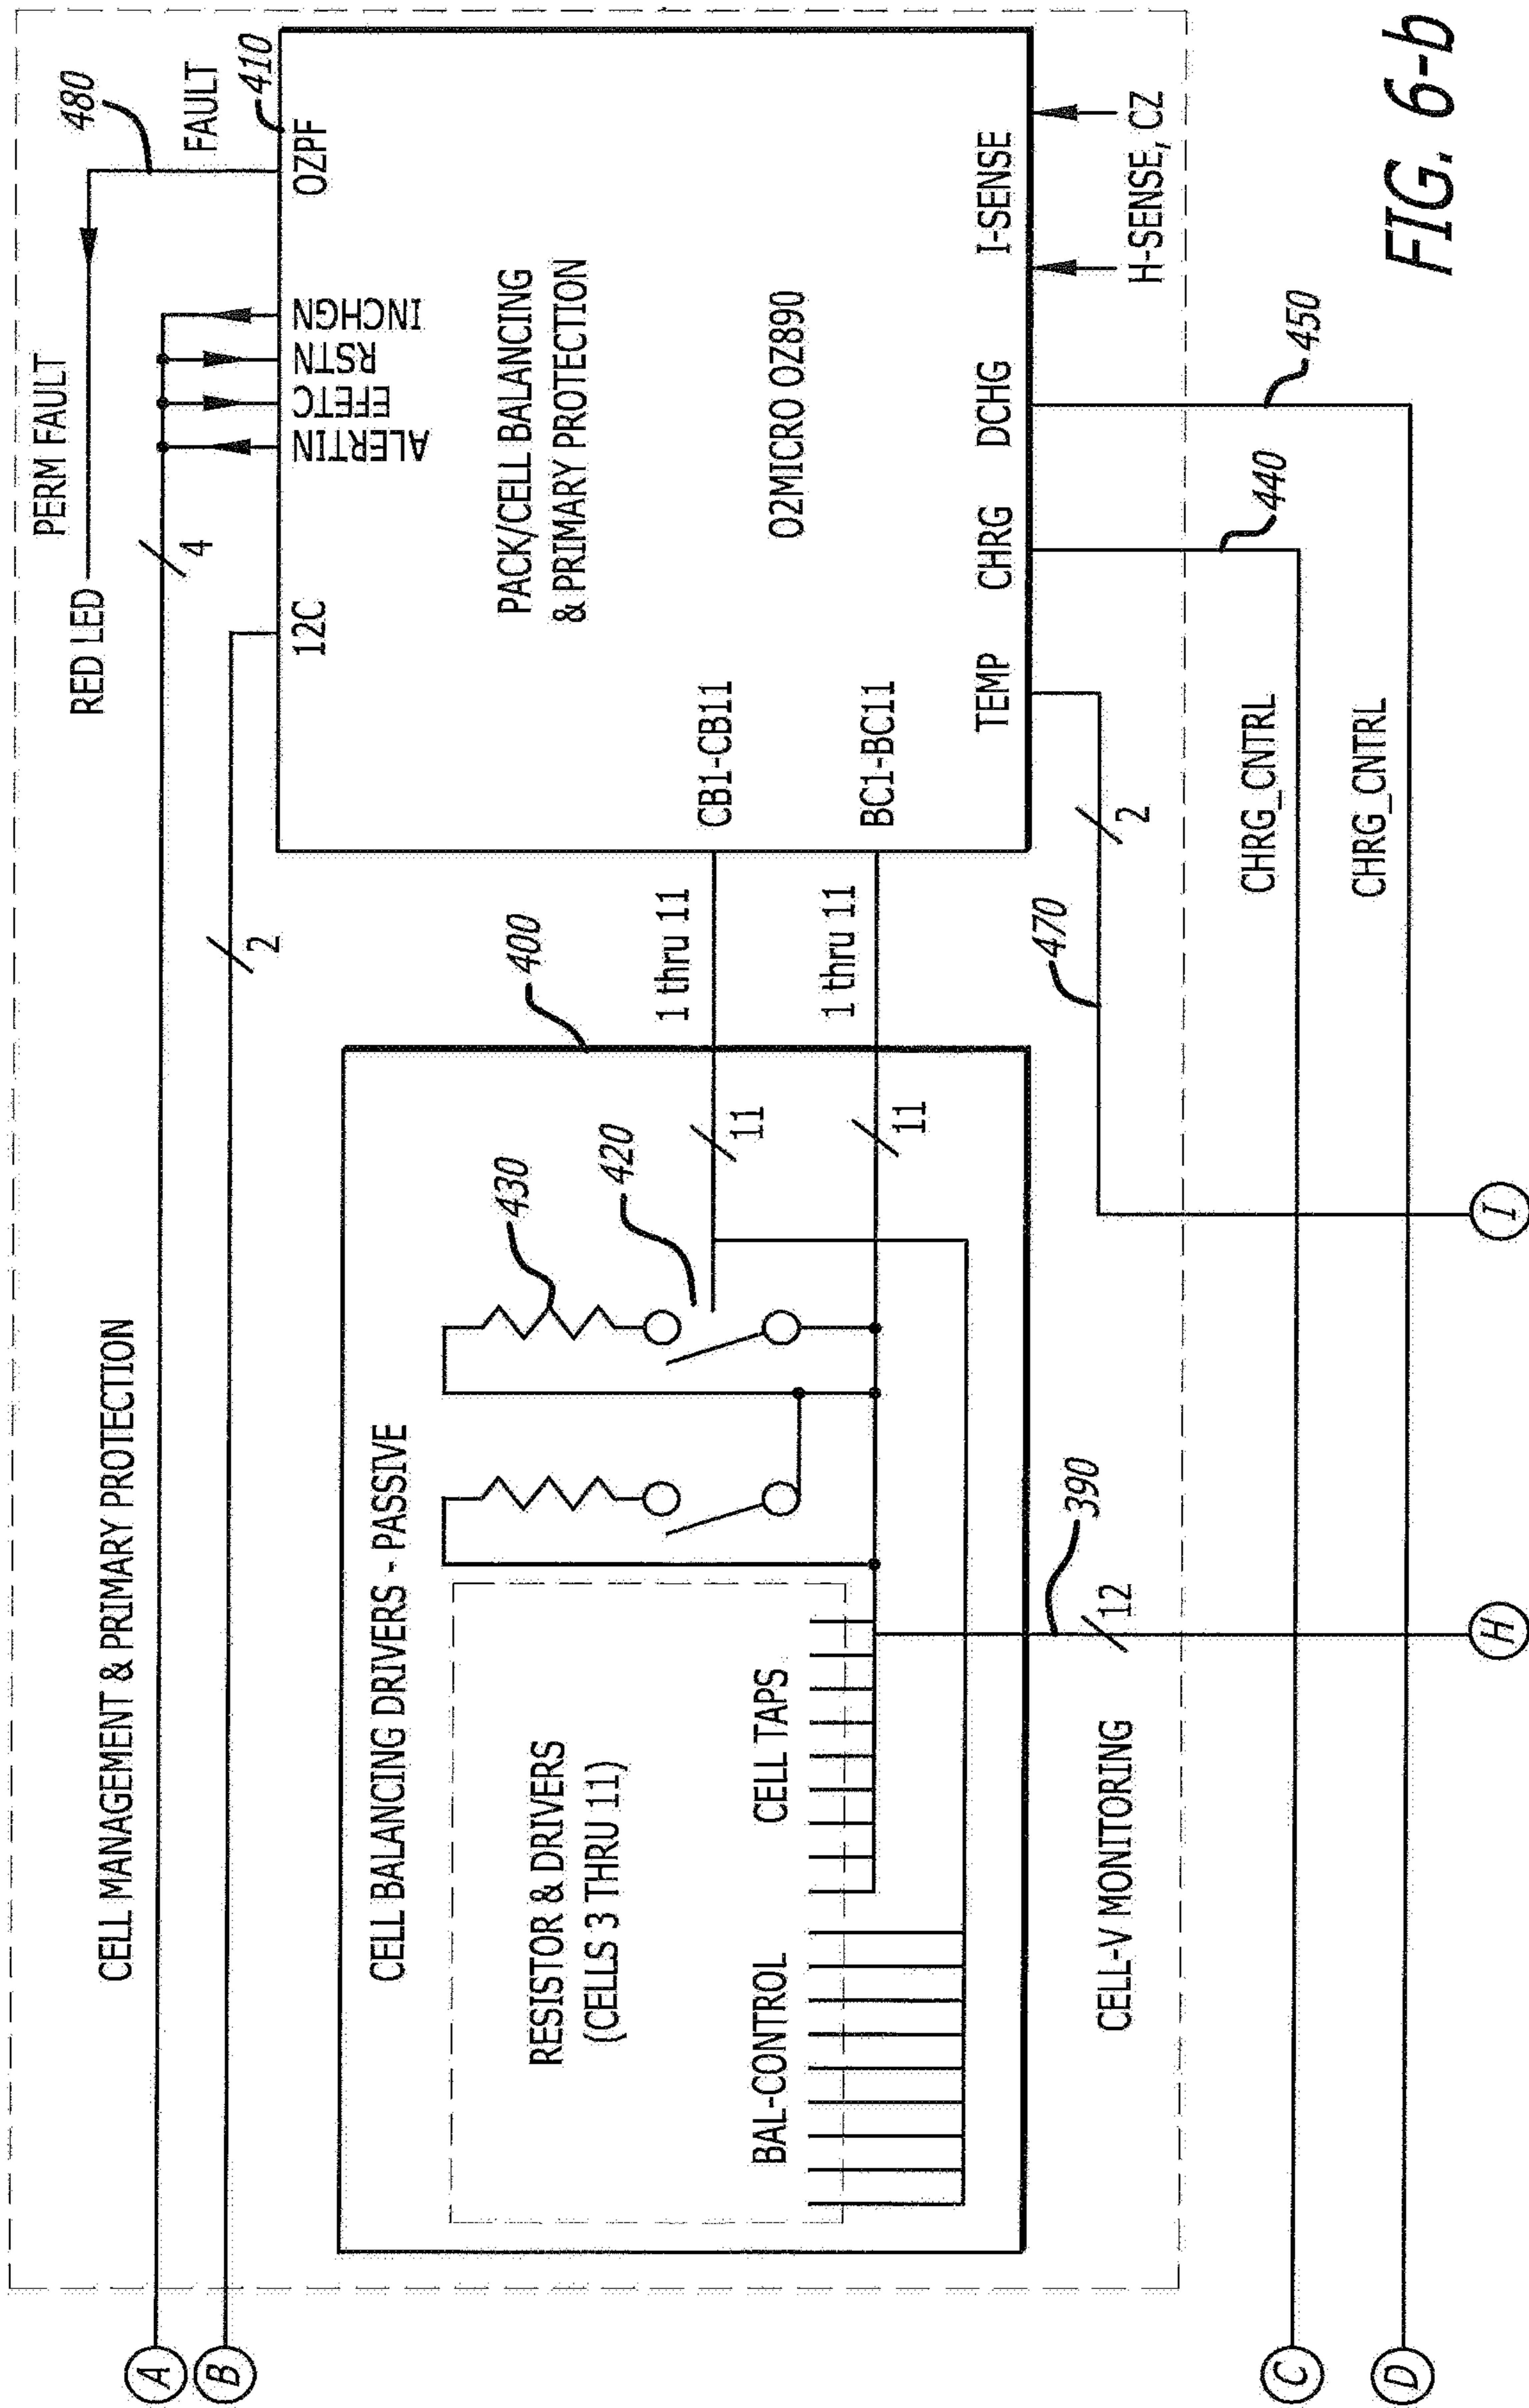 CELL MANAGEMENT & PRIMARY PROTECTION
RED LED
PERM FAULT
480
FAULT
410
A
B
4
2
12C
ALERTIN
EFETC
RSTN
INCHGN
OZPF
PACK/CELL BALANCING
& PRIMARY PROTECTION
O2MICRO OZ890
CB1-CB11
BC1-BC11
TEMP
CHRG
DCHG
I-SENSE
H-SENSE, CZ
CELL BALANCING DRIVERS - PASSIVE
400
RESISTOR & DRIVERS
(CELLS 3 THRU 11)
BAL-CONTROL
CELL TAPS
430
420
1 thru 11
11
1 thru 11
11
CELL-V MONITORING
390
12
470
2
440
450
CHRG_CNTRL
CHRG_CNTRL
C
D
H
I
FIG. 6-b